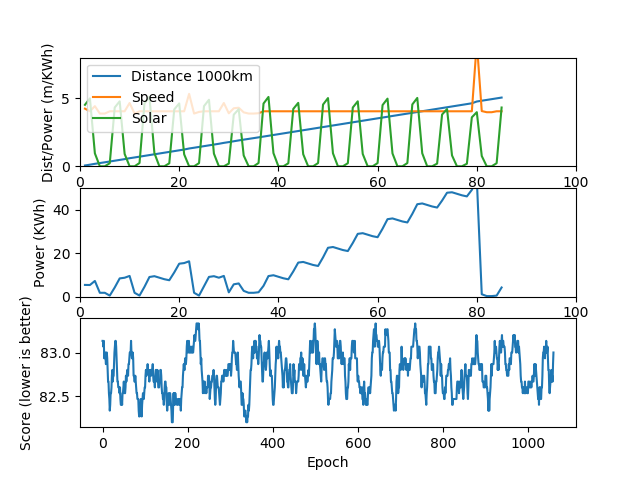 Dist/Power (m/KWh)
5
0
Distance 1000km
Speed
Solar
0 20 40 60 80 100
Power (KWh)
40
20
0
0 20 40 60 80 100
Score (lower is better)
83.0
82.5
0 200 400 600 800 1000
Epoch